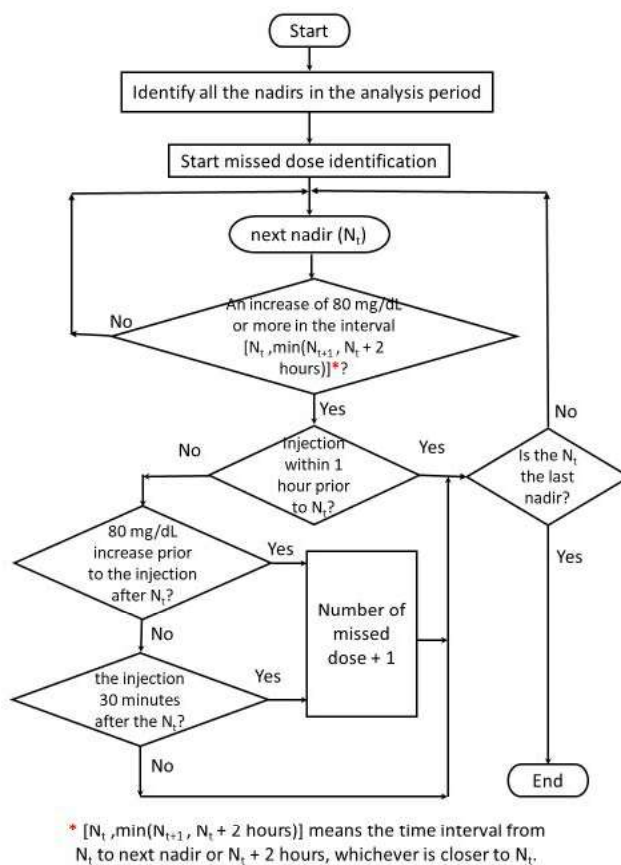 Start
Identify all the nadirs in the analysis period
Start missed dose identification
next nadir (Nt)
No
An increase of 80 mg/dL
or more in the interval
[Nt ,min(Nt+1 , Nt + 2
hours)]*?
Yes
No
Injection
within 1
hour prior
to Nt?
Yes
No
Is the Nt
the last
nadir?
80 mg/dL
increase prior
to the injection
after Nt?
Yes
Number of
missed
dose + 1
Yes
No
the injection
30 minutes
after the Nt?
Yes
No
End
* [Nt ,min(Nt+1 , Nt + 2 hours)] means the time interval from
Nt to next nadir or Nt + 2 hours, whichever is closer to Nt.